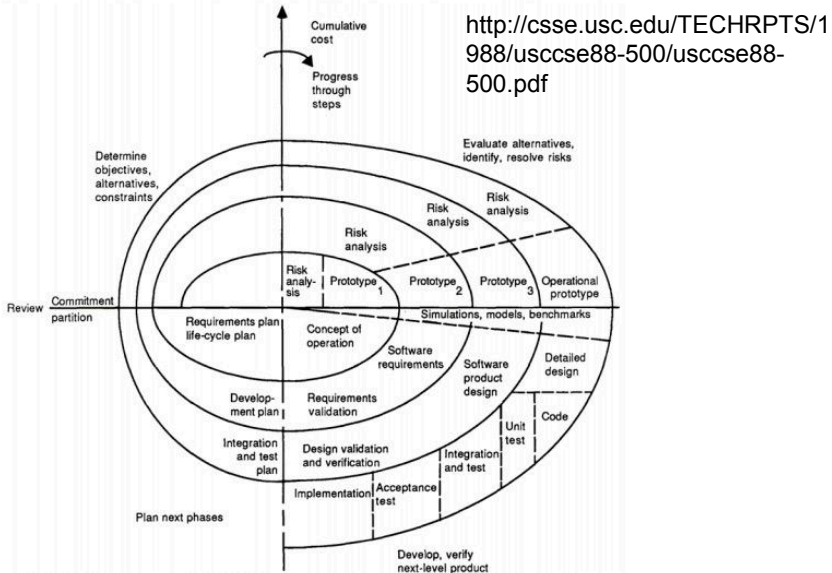 Cumulative
cost
http://csse.usc.edu/TECHRPTS/1
988/usccse88-500/usccse88-
500.pdf
Progress
through
steps
Determine
objectives,
alternatives,
constraints
Evaluate alternatives,
identify, resolve risks
Risk
analysis
Risk
analysis
Risk
analysis
Risk
analy-
sis
Prototype 1
Prototype 2
Prototype 3
Operational
prototype
Review
Commitment
partition
Simulations, models, benchmarks
Requirements plan
life-cycle plan
Concept of
operation
Software
requirements
Software
product
design
Detailed
design
Develop-
ment plan
Requirements
validation
Code
Unit
test
Integration
and test
plan
Design validation
and verification
Integration
and test
Acceptance
test
Implementation
Plan next phases
Develop, verify
next-level product